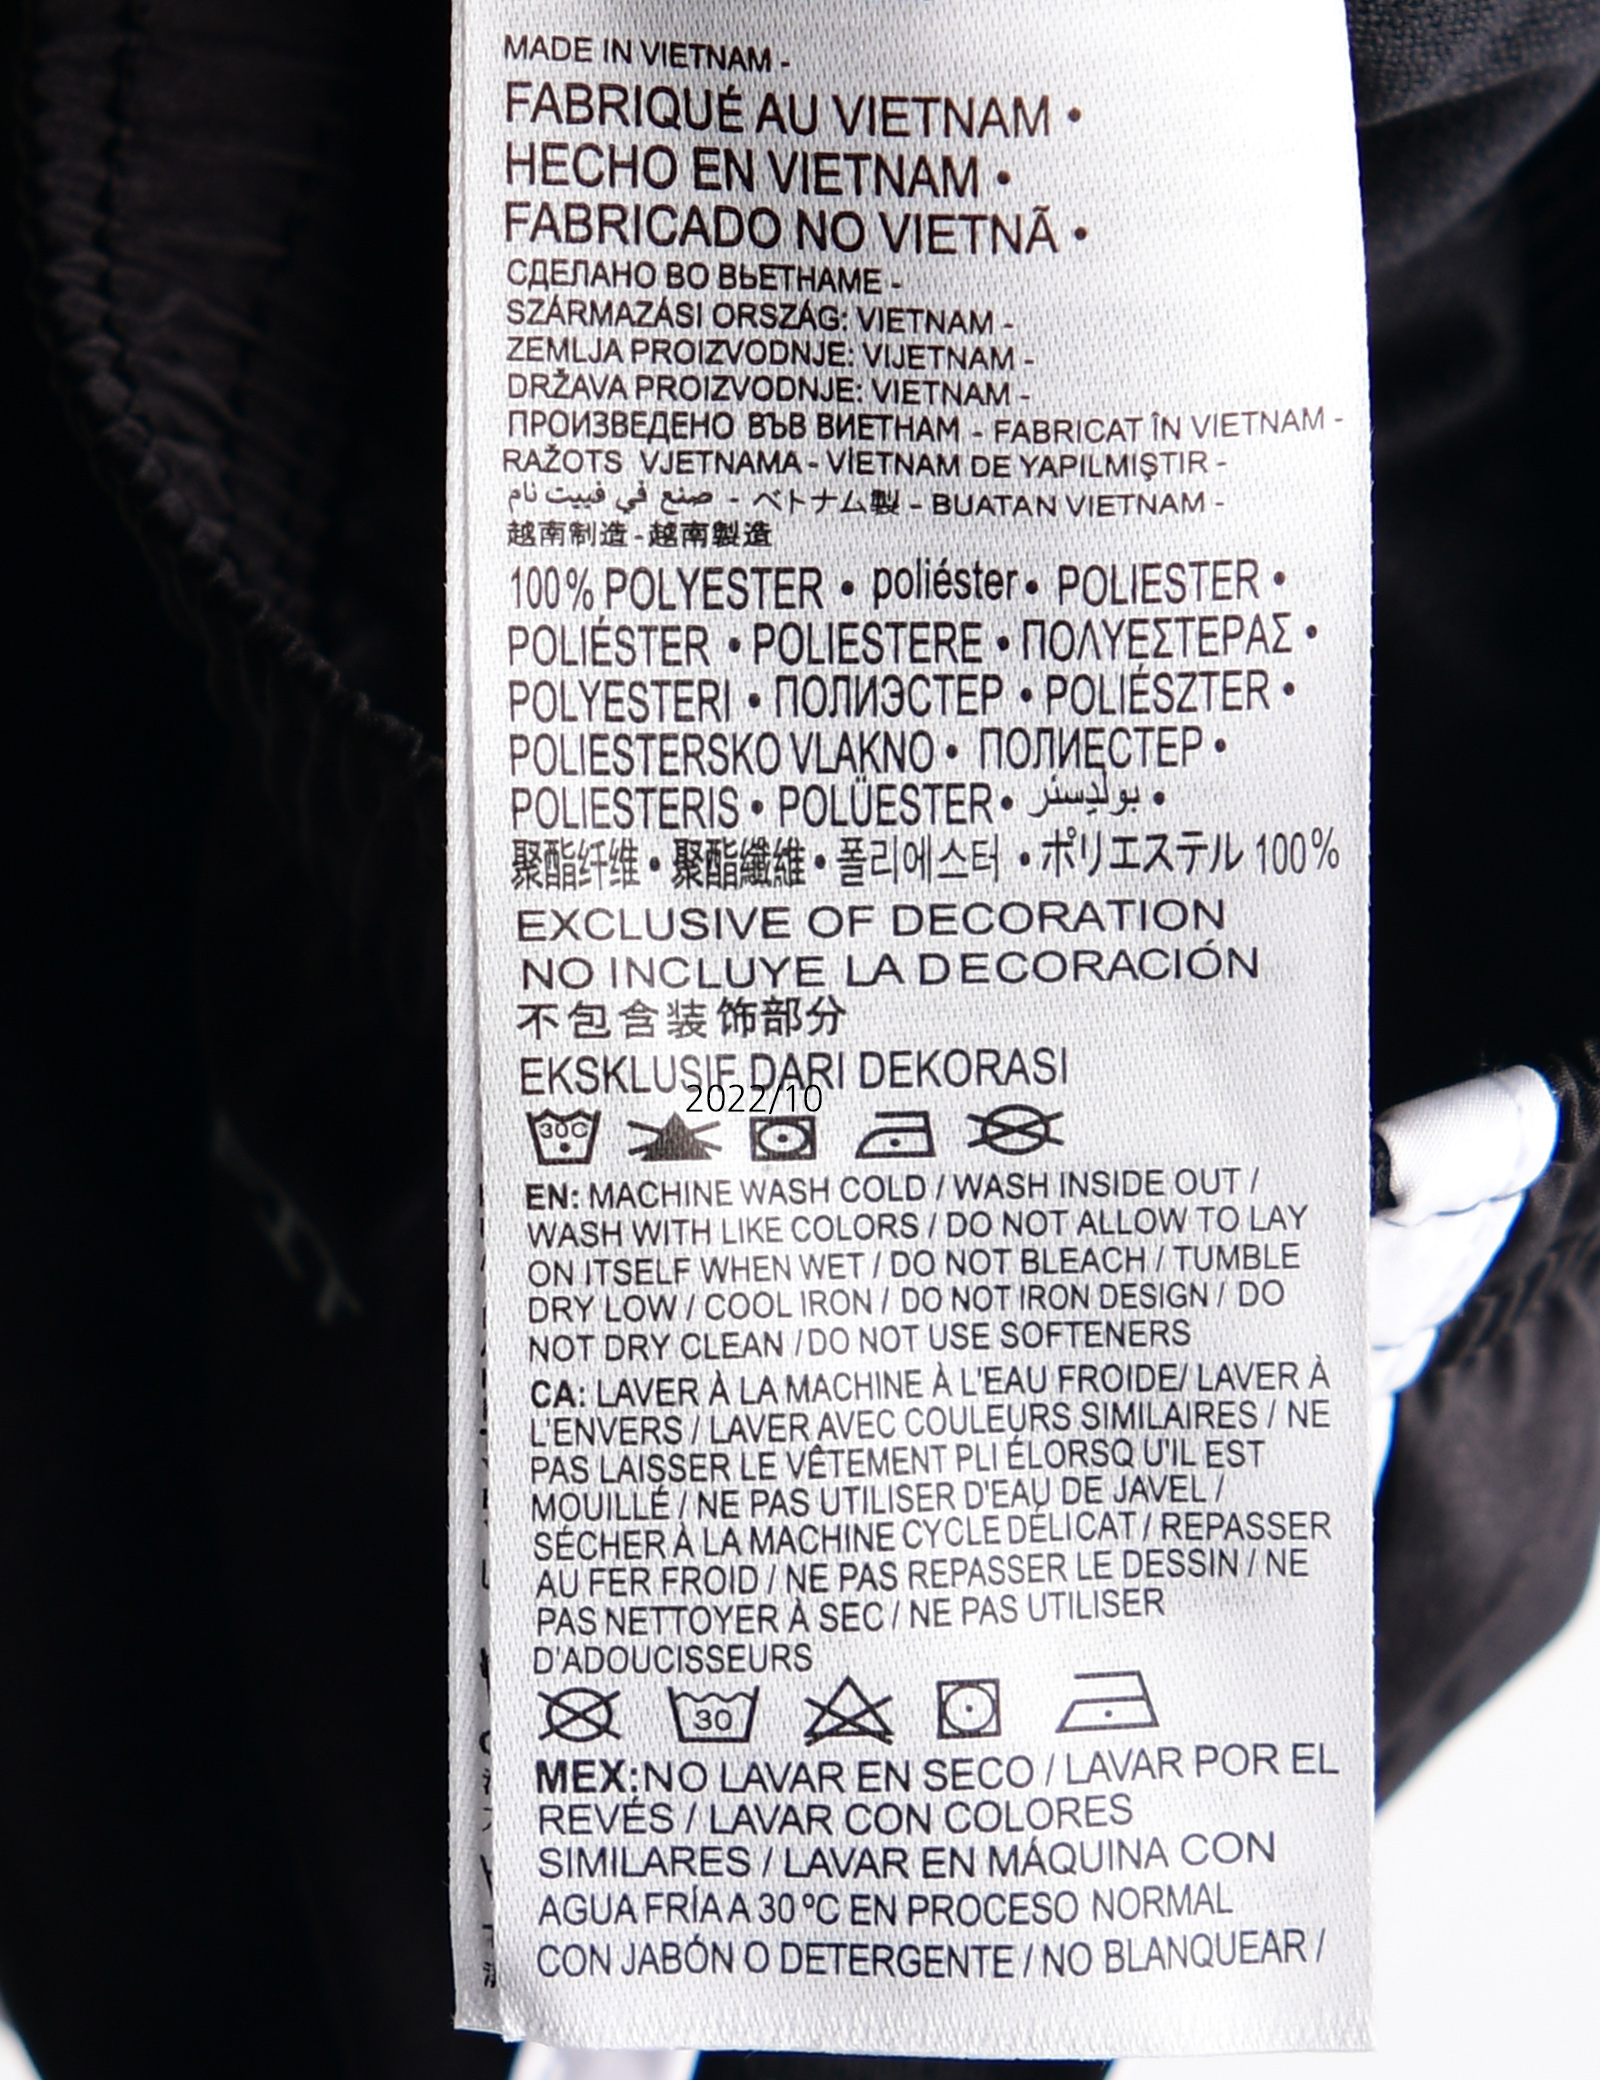 MADE IN VIETNAM -
FABRIQUÉ AU VIETNAM •
HECHO EN VIETNAM •
FABRICADO NO VIETNÃ •
СДЕЛАНО ВО ВЬЕТНАМЕ -
SZÁRMAZÁSI ORSZÁG: VIETNAM -
ZEMLJA PROIZVODNJE: VIJETNAM -
DRŽAVA PROIZVODNJE: VIETNAM -
ПРОИЗВЕДЕНО ВЪВ ВИЕТНАМ - FABRICAT ÎN VIETNAM -
RAŽOTS VJETNAMA - VİETNAM DE YAPILMIŞTIR -
صنع في فييت نام - ベトナム製 - BUATAN VIETNAM -
越南制造 - 越南製造
100% POLYESTER • poliéster • POLIESTER •
POLIÉSTER • POLIESTERE • ΠΟΛΥΕΣΤΕΡΑΣ •
POLYESTERI • ПОЛИЭСТЕР • POLIÉSZTER •
POLIESTERSKO VLAKNO • ПОЛИЕСТЕР •
POLIESTERIS • POLÜESTER • بوليستر •
聚酯纤维 • 聚酯纖維 • 폴리에스터 • ポリエステル 100%
EXCLUSIVE OF DECORATION
NO INCLUYE LA DECORACIÓN
不包含装饰部分
EKSKLUSIF DARI DEKORASI
2022/10
30C
EN: MACHINE WASH COLD / WASH INSIDE OUT /
WASH WITH LIKE COLORS / DO NOT ALLOW TO LAY
ON ITSELF WHEN WET / DO NOT BLEACH / TUMBLE
DRY LOW / COOL IRON / DO NOT IRON DESIGN / DO
NOT DRY CLEAN / DO NOT USE SOFTENERS
CA: LAVER À LA MACHINE À L'EAU FROIDE/ LAVER À
L'ENVERS / LAVER AVEC COULEURS SIMILAIRES / NE
PAS LAISSER LE VÊTEMENT PLI ÉLORSQ U'IL EST
MOUILLÉ / NE PAS UTILISER D'EAU DE JAVEL /
SÉCHER À LA MACHINE CYCLE DÉLICAT / REPASSER
AU FER FROID / NE PAS REPASSER LE DESSIN / NE
PAS NETTOYER À SEC / NE PAS UTILISER
D'ADOUCISSEURS
30
MEX: NO LAVAR EN SECO / LAVAR POR EL
REVÉS / LAVAR CON COLORES
SIMILARES / LAVAR EN MÁQUINA CON
AGUA FRÍA A 30 ºC EN PROCESO NORMAL
CON JABÓN O DETERGENTE / NO BLANQUEAR /